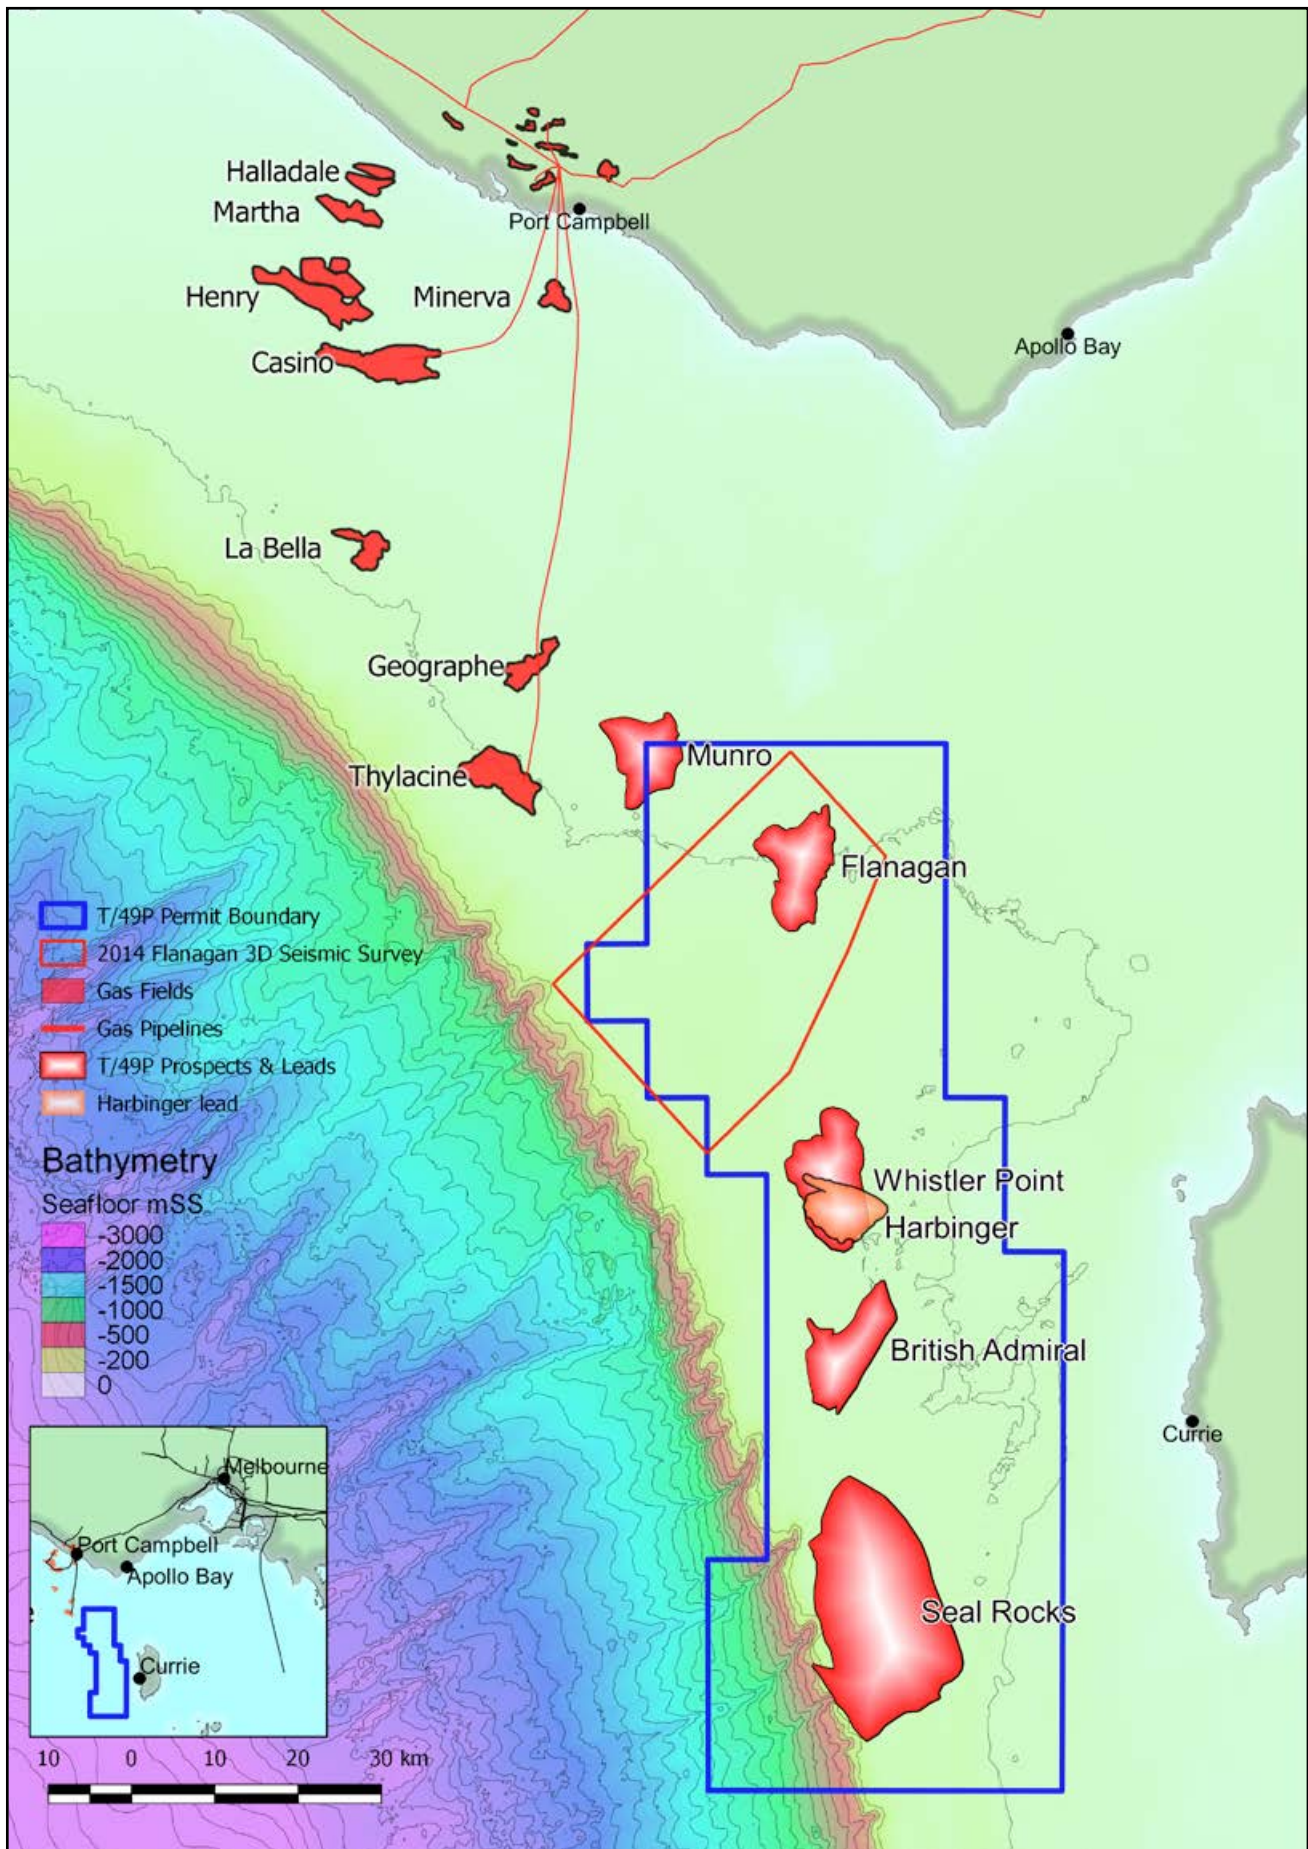 Halladale
Martha
Port Campbell
Henry
Minerva
Casino
Apollo Bay
La Bella
Geographe
Munro
Thylacine
Flanagan
T/49P Permit Boundary
2014 Flanagan 3D Seismic Survey
Gas Fields
Gas Pipelines
T/49P Prospects & Leads
Harbinger lead
Bathymetry
Seafloor mSS
-3000
-2000
-1500
-1000
-500
-200
0
Whistler Point
Harbinger
British Admiral
Currie
Seal Rocks
Melbourne
Port Campbell
Apollo Bay
Currie
10 0 10 20 30 km